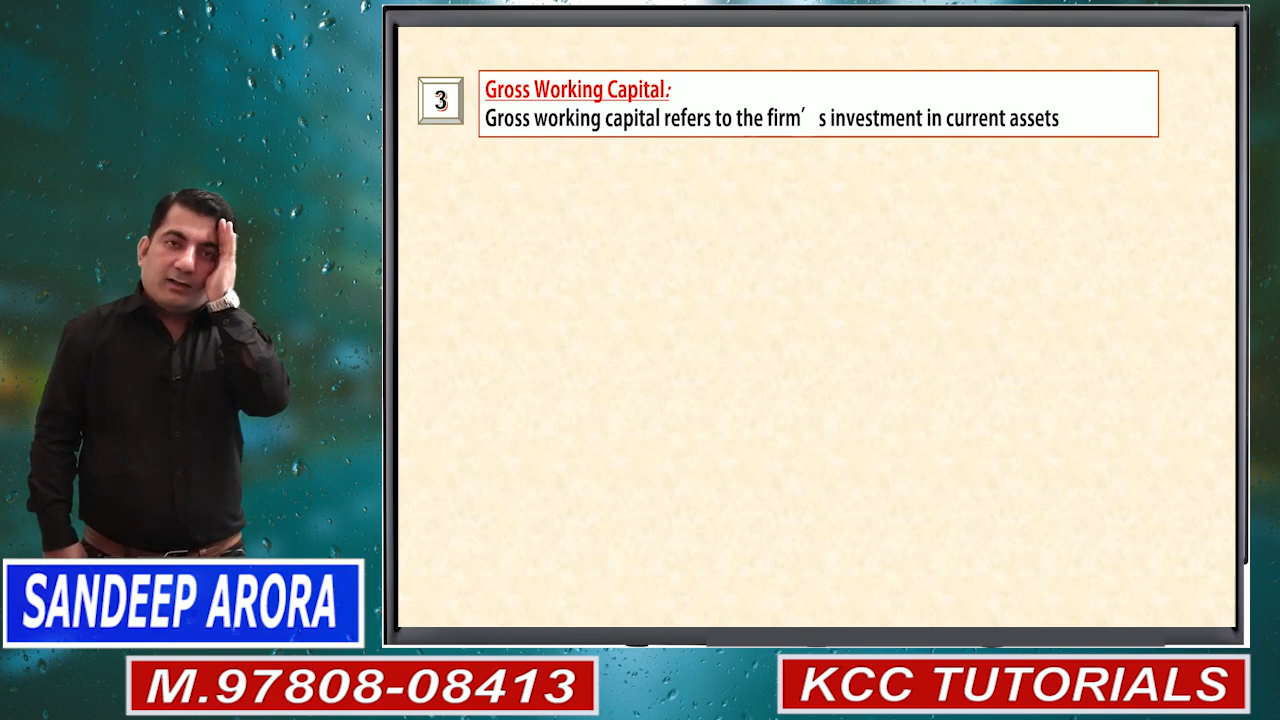 3
Gross Working Capital:
Gross working capital refers to the firm’ s investment in current assets
SANDEEP ARORA
M.97808-08413
KCC TUTORIALS